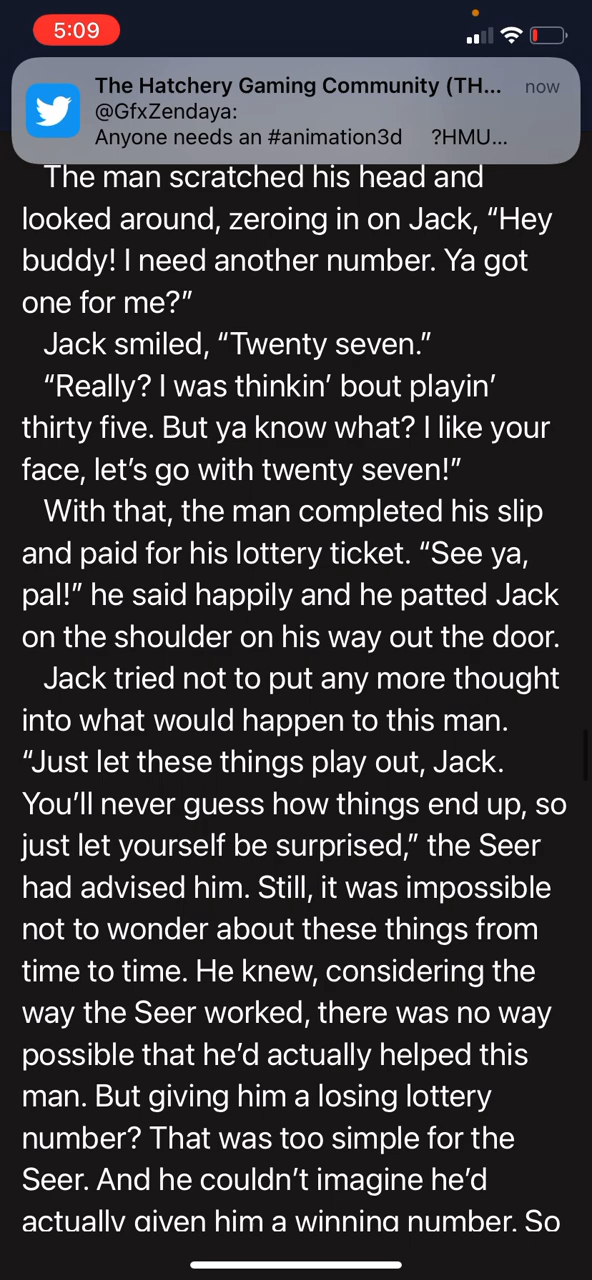 5:09
The Hatchery Gaming Community (TH... now
@GfxZendaya:
Anyone needs an #animation3d ?HMU...
The man scratched his head and
looked around, zeroing in on Jack, “Hey
buddy! I need another number. Ya got
one for me?”
Jack smiled, “Twenty seven.”
“Really? I was thinkin’ bout playin’
thirty five. But ya know what? I like your
face, let’s go with twenty seven!”
With that, the man completed his slip
and paid for his lottery ticket. “See ya,
pal!” he said happily and he patted Jack
on the shoulder on his way out the door.
Jack tried not to put any more thought
into what would happen to this man.
“Just let these things play out, Jack.
You’ll never guess how things end up, so
just let yourself be surprised,” the Seer
had advised him. Still, it was impossible
not to wonder about these things from
time to time. He knew, considering the
way the Seer worked, there was no way
possible that he’d actually helped this
man. But giving him a losing lottery
number? That was too simple for the
Seer. And he couldn’t imagine he’d
actually given him a winning number. So